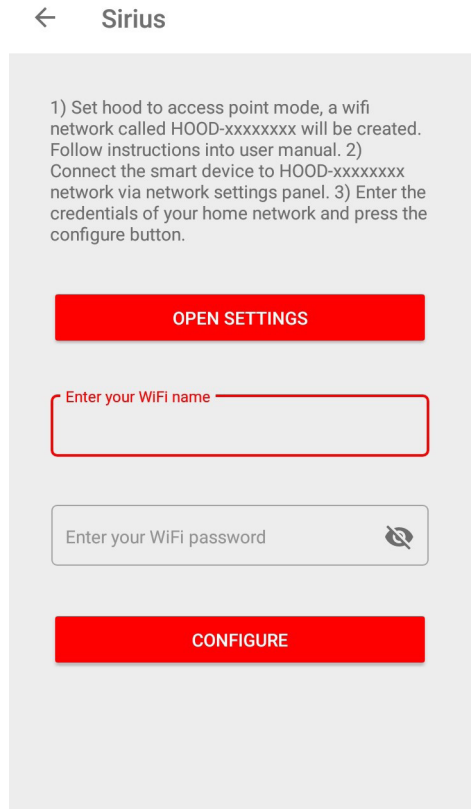 Sirius
1) Set hood to access point mode, a wifi
network called HOOD-xxxxxxxx will be created.
Follow instructions into user manual. 2)
Connect the smart device to HOOD-xxxxxxxx
network via network settings panel. 3) Enter the
credentials of your home network and press the
configure button.
OPEN SETTINGS
Enter your WiFi name
Enter your WiFi password
CONFIGURE